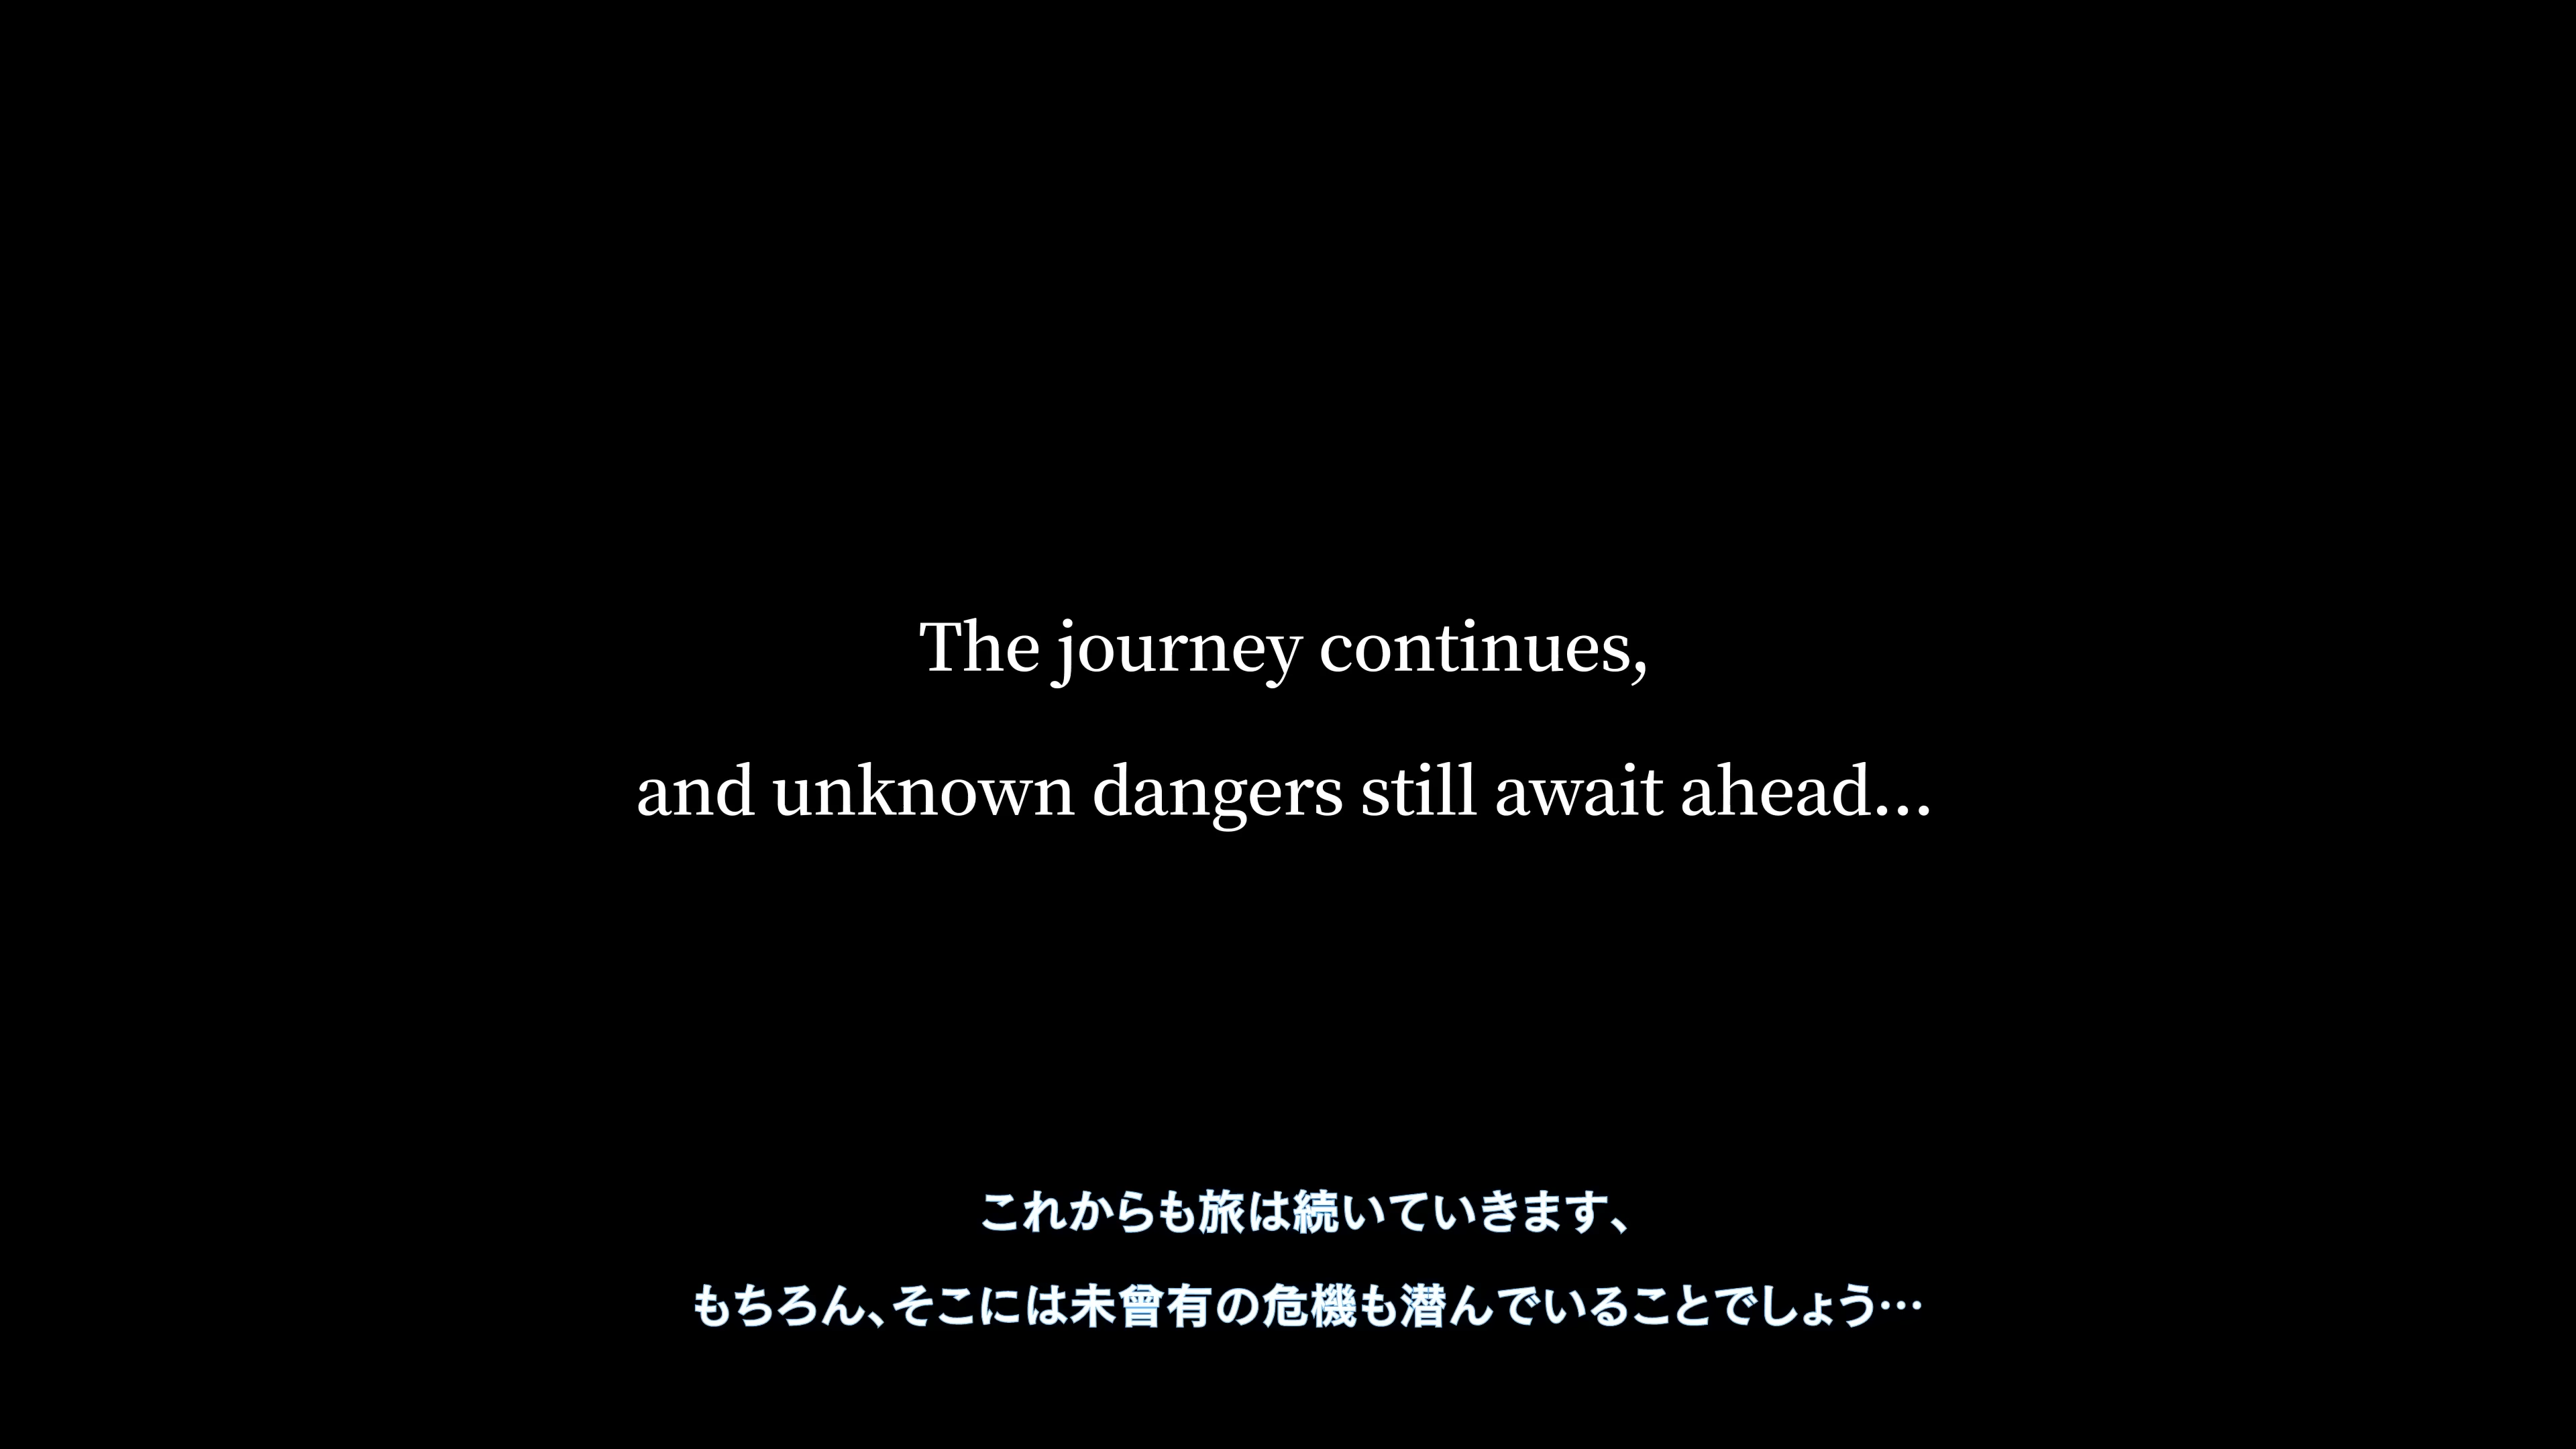 The journey continues,
and unknown dangers still await ahead...
これからも旅は続いていきます、
もちろん、そこには未曾有の危機も潜んでいることでしょう…